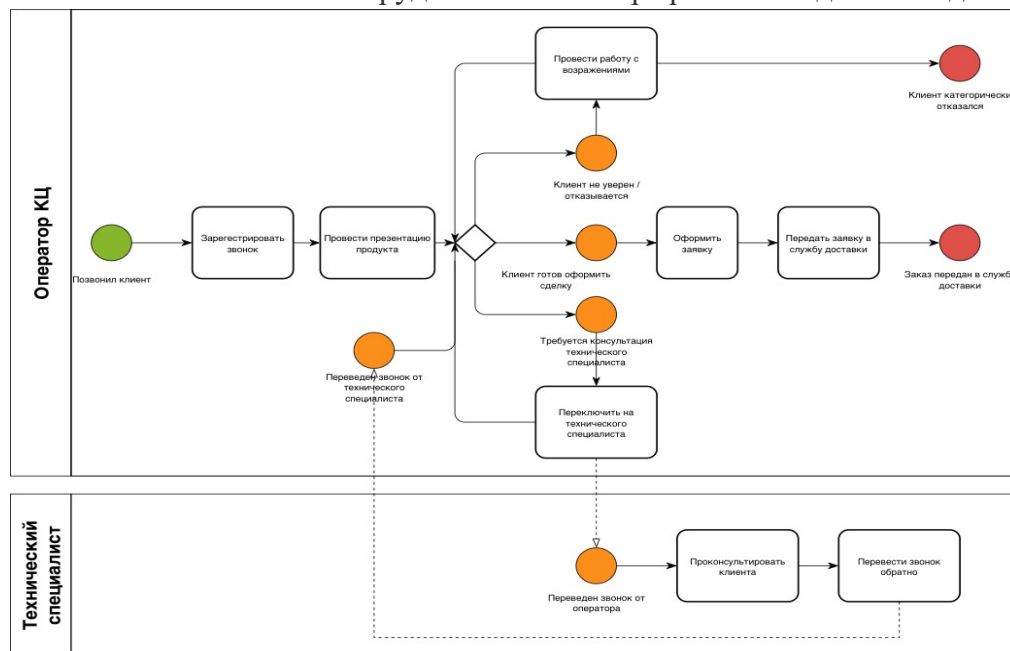 Оператор КЦ
Провести работу с
возражениями
Клиент категорически
отказался
Клиент не уверен /
отказывается
Позвонил клиент
Зарегестрировать
звонок
Провести презентацию
продукта
Клиент готов оформить
сделку
Оформить
заявку
Передать заявку в
службу доставки
Заказ передан в служб
доставки
Требуется консультация
технического
специалиста
Переведен звонок от
технического
специалиста
Переключить на
технического
специалиста
Технический
специалист
Переведен звонок от
оператора
Проконсультировать
клиента
Перевести звонок
обратно